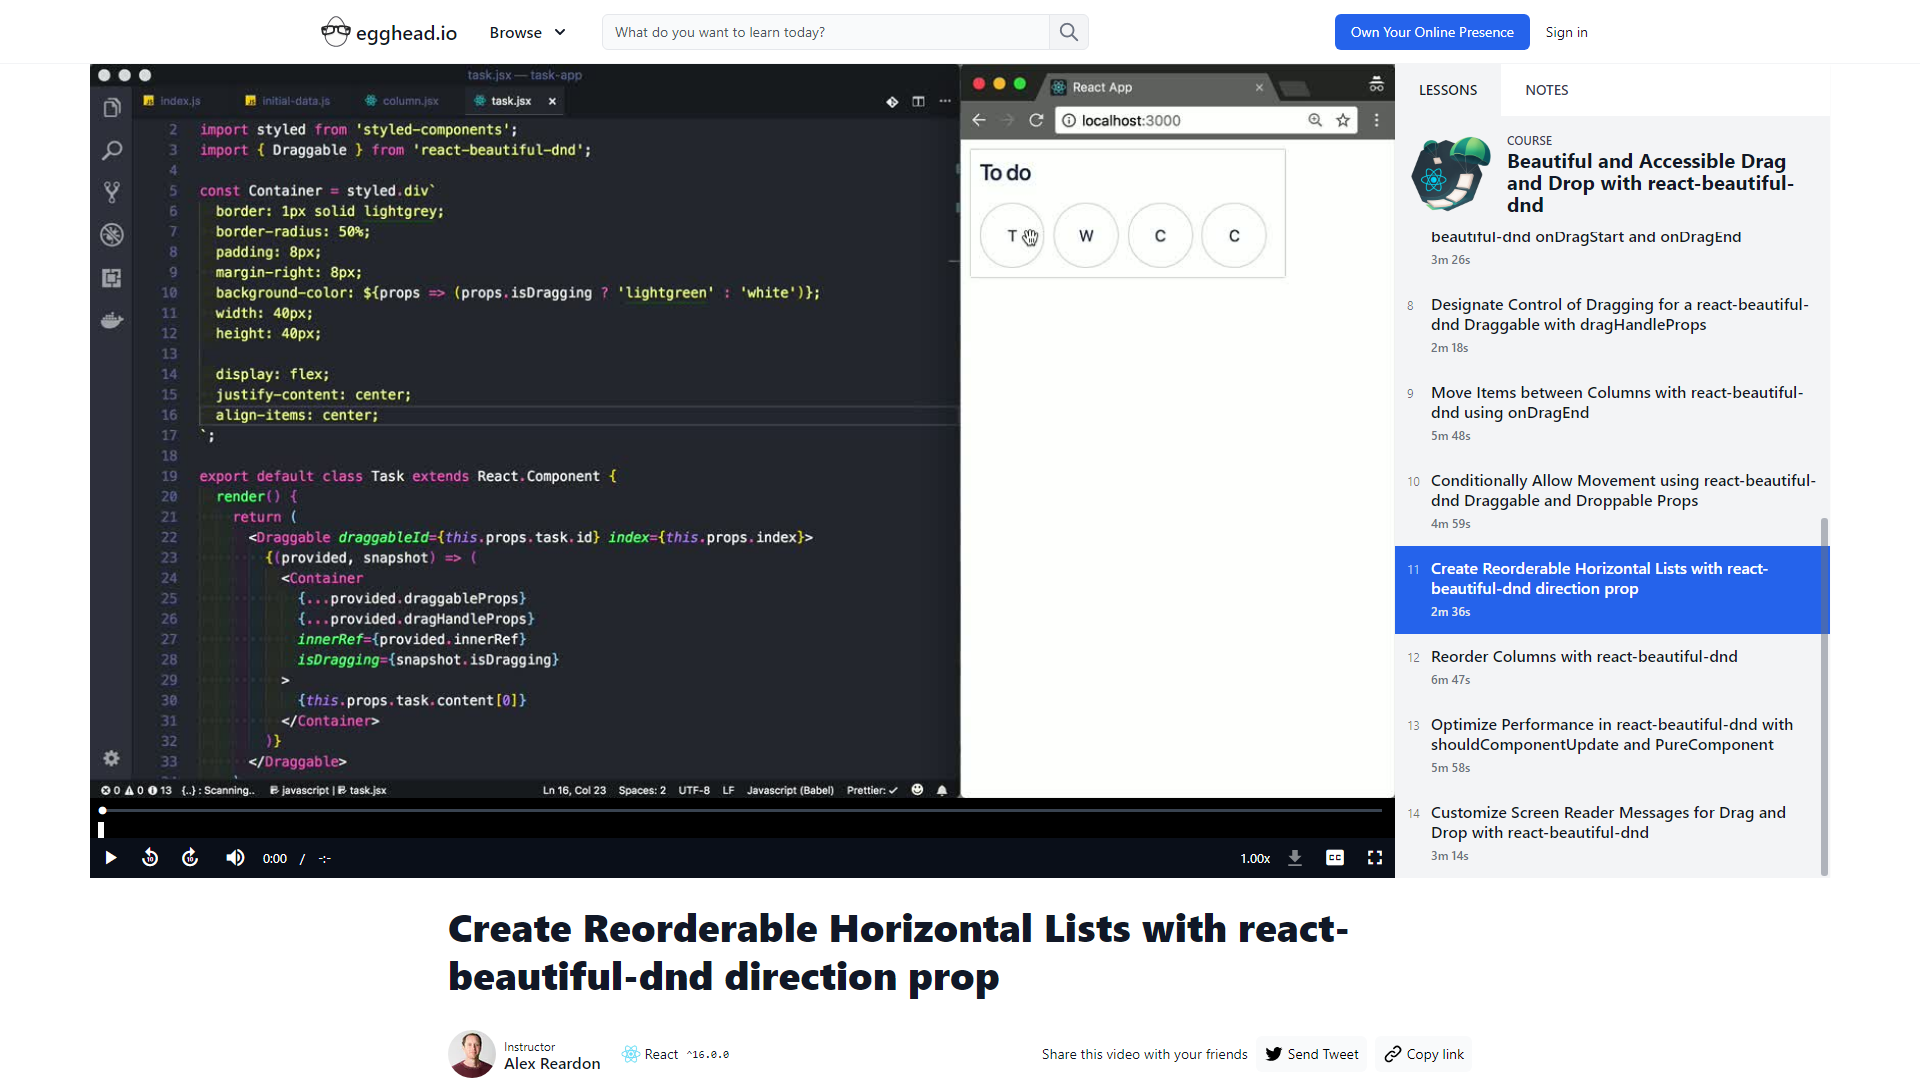 egghead.io
Browse
What do you want to learn today?
Own Your Online Presence
Sign in
task.jsx — task-app
index.js
initial-data.js
column.jsx
task.jsx
2 import styled from 'styled-components';
3 import { Draggable } from 'react-beautiful-dnd';
4
5 const Container = styled.div`
6 border: 1px solid lightgrey;
7 border-radius: 50%;
8 padding: 8px;
9 margin-right: 8px;
10 background-color: ${props => (props.isDragging ? 'lightgreen' : 'white')};
11 width: 40px;
12 height: 40px;
13
14 display: flex;
15 justify-content: center;
16 align-items: center;
17 `;
18
19 export default class Task extends React.Component {
20 render() {
21 return (
22 <Draggable draggableId={this.props.task.id} index={this.props.index}>
23 {(provided, snapshot) => (
24 <Container
25 {...provided.draggableProps}
26 {...provided.dragHandleProps}
27 innerRef={provided.innerRef}
28 isDragging={snapshot.isDragging}
29 >
30 {this.props.task.content[0]}
31 </Container>
32 )}
33 </Draggable>
0 0 13 {..} : Scanning.. javascript | task.jsx
Ln 16, Col 23 Spaces: 2 UTF-8 LF Javascript (Babel) Prettier: ✓
React App
localhost:3000
To do
T W C C
0:00 / -:-
1.00x
CC
LESSONS
NOTES
COURSE
Beautiful and Accessible Drag
and Drop with react-beautiful-
dnd
beautiful-dnd onDragStart and onDragEnd
3m 26s
8 Designate Control of Dragging for a react-beautiful-
dnd Draggable with dragHandleProps
2m 18s
9 Move Items between Columns with react-beautiful-
dnd using onDragEnd
5m 48s
10 Conditionally Allow Movement using react-beautiful-
dnd Draggable and Droppable Props
4m 59s
11 Create Reorderable Horizontal Lists with react-
beautiful-dnd direction prop
2m 36s
12 Reorder Columns with react-beautiful-dnd
6m 47s
13 Optimize Performance in react-beautiful-dnd with
shouldComponentUpdate and PureComponent
5m 58s
14 Customize Screen Reader Messages for Drag and
Drop with react-beautiful-dnd
3m 14s
Create Reorderable Horizontal Lists with react-
beautiful-dnd direction prop
Instructor
Alex Reardon
React ^16.0.0
Share this video with your friends
Send Tweet
Copy link